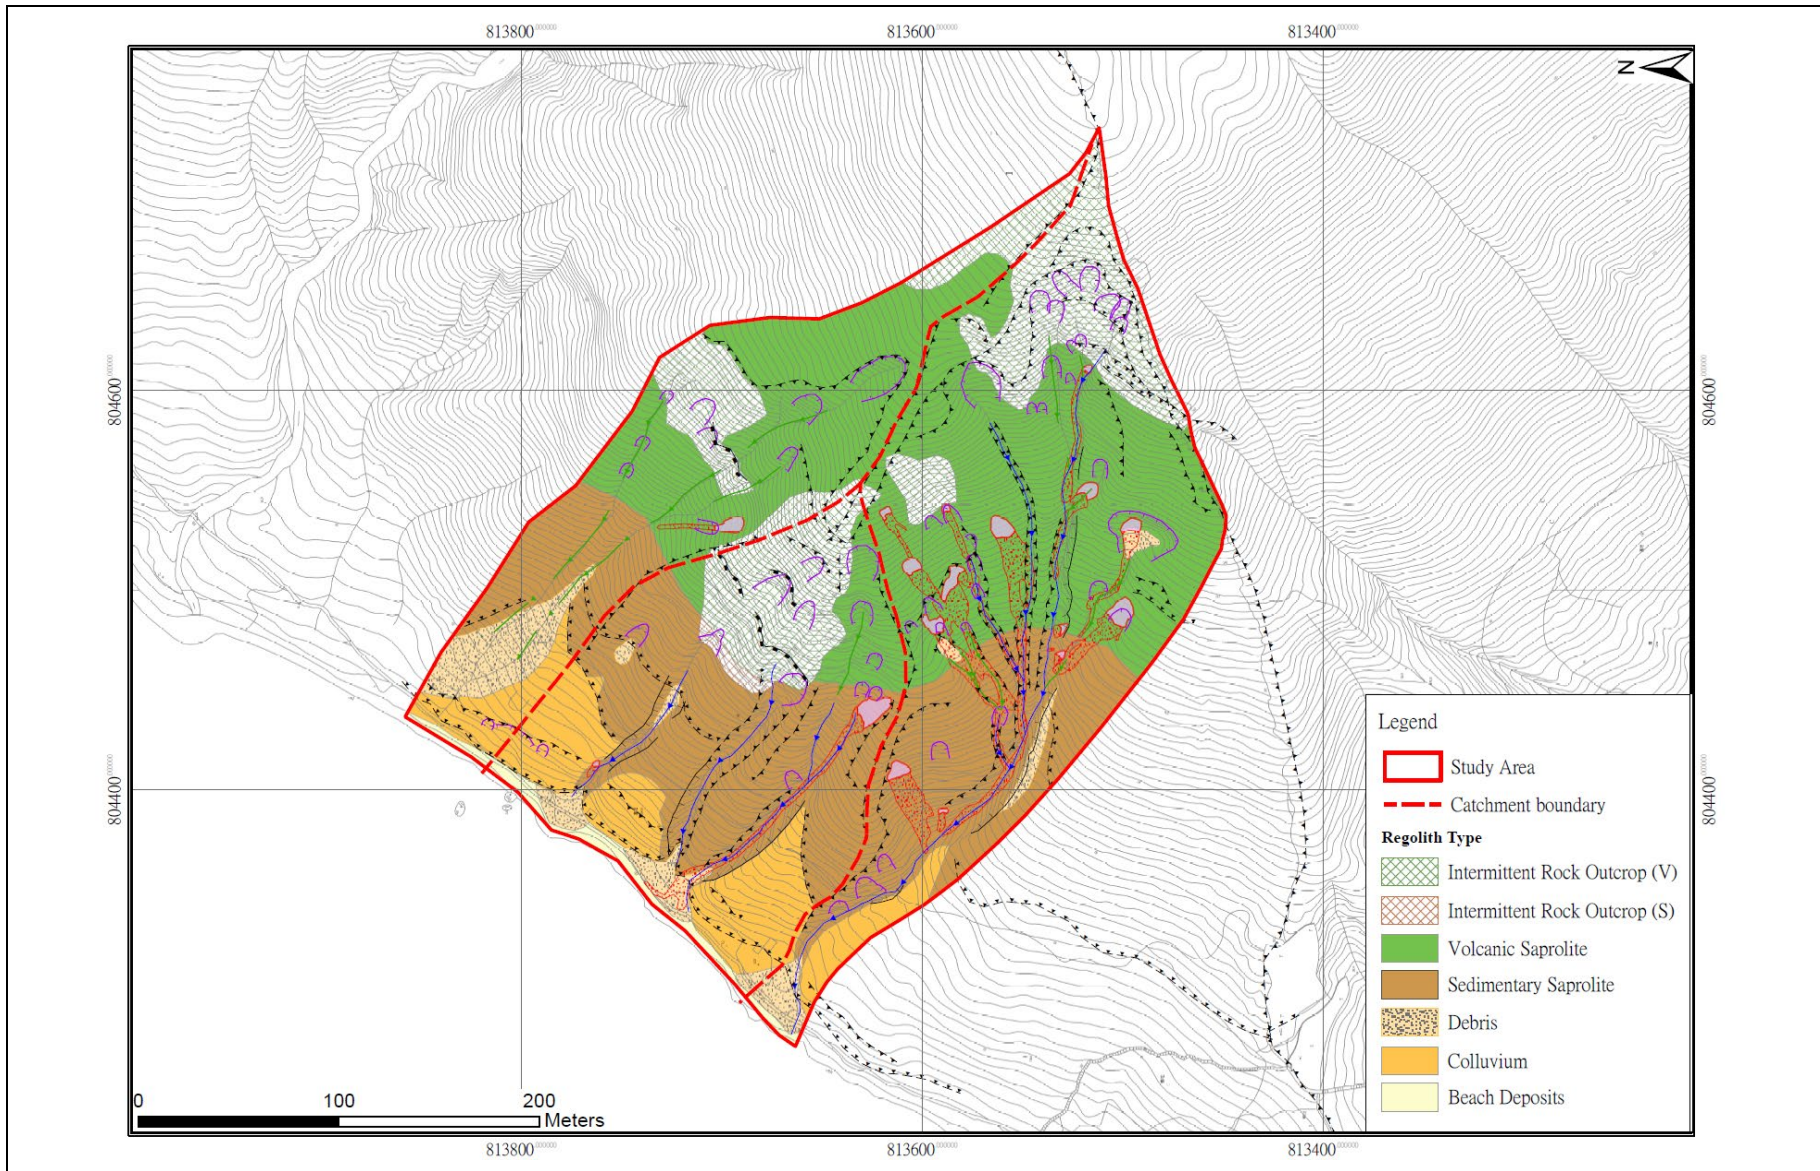 813800 813600 813400
N
804600 804600
804400 804400
Legend
Study Area
Catchment boundary
Regolith Type
Intermittent Rock Outcrop (V)
Intermittent Rock Outcrop (S)
Volcanic Saprolite
Sedimentary Saprolite
Debris
Colluvium
Beach Deposits
0 100 200
Meters
813800 813600 813400